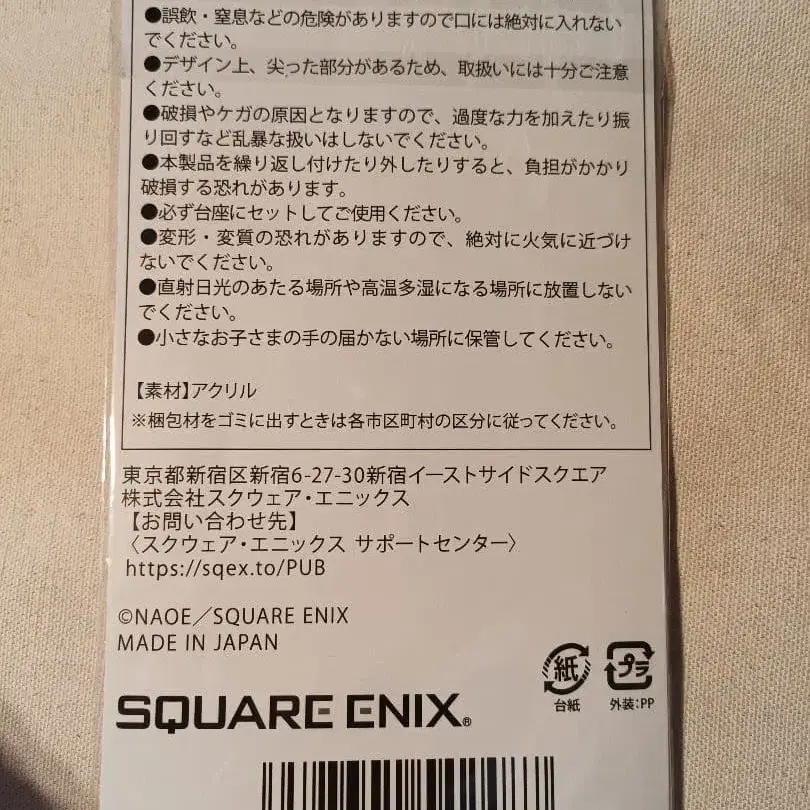 ●誤飲・窒息などの危険がありますので口には絶対に入れない
でください。
●デザイン上、尖った部分があるため、取扱いには十分ご注意
ください。
●破損やケガの原因となりますので、過度な力を加えたり振
り回すなど乱暴な扱いはしないでください。
●本製品を繰り返し付けたり外したりすると、負担がかかり
破損する恐れがあります。
●必ず台座にセットしてご使用ください。
●変形・変質の恐れがありますので、絶対に火気に近づけ
ないでください。
●直射日光のあたる場所や高温多湿になる場所に放置しない
でください。
●小さなお子さまの手の届かない場所に保管してください。
【素材】アクリル
※梱包材をゴミに出すときは各市区町村の区分に従ってください。
東京都新宿区新宿6-27-30新宿イーストサイドスクエア
株式会社スクウェア・エニックス
【お問い合わせ先】
〈スクウェア・エニックス サポートセンター〉
https://sqex.to/PUB
©NAOE／SQUARE ENIX
MADE IN JAPAN
紙
台紙
プラ
外装:PP
SQUARE ENIX®